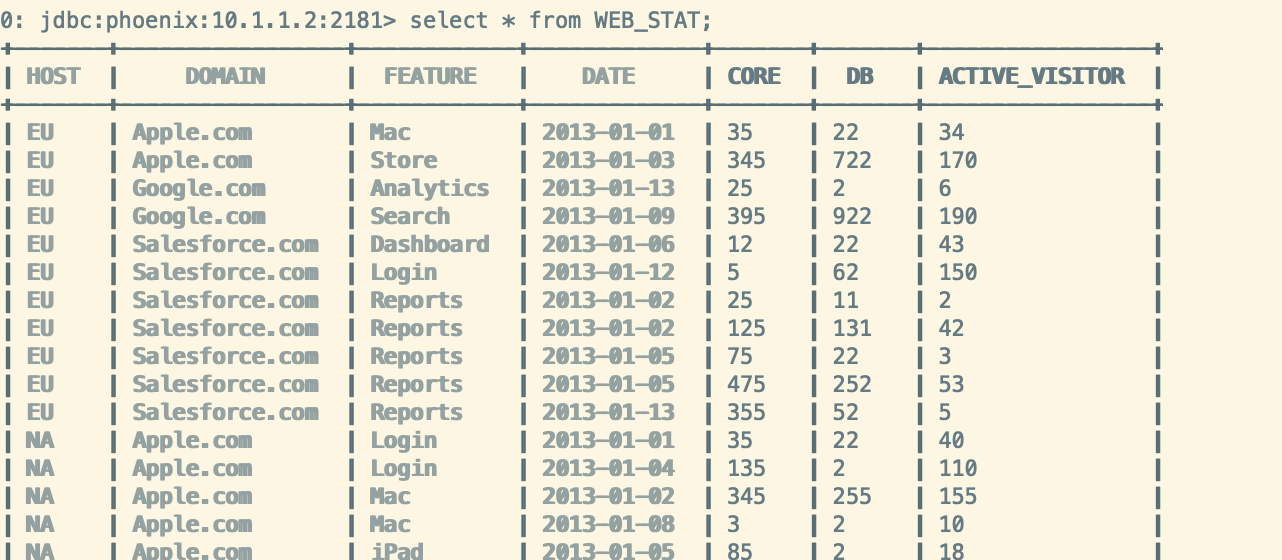 0: jdbc:phoenix:10.1.1.2:2181> select * from WEB_STAT;
| HOST | DOMAIN | FEATURE | DATE | CORE | DB | ACTIVE_VISITOR |
| EU | Apple.com | Mac | 2013-01-01 | 35 | 22 | 34 |
| EU | Apple.com | Store | 2013-01-03 | 345 | 722 | 170 |
| EU | Google.com | Analytics | 2013-01-13 | 25 | 2 | 6 |
| EU | Google.com | Search | 2013-01-09 | 395 | 922 | 190 |
| EU | Salesforce.com | Dashboard | 2013-01-06 | 12 | 22 | 43 |
| EU | Salesforce.com | Login | 2013-01-12 | 5 | 62 | 150 |
| EU | Salesforce.com | Reports | 2013-01-02 | 25 | 11 | 2 |
| EU | Salesforce.com | Reports | 2013-01-02 | 125 | 131 | 42 |
| EU | Salesforce.com | Reports | 2013-01-05 | 75 | 22 | 3 |
| EU | Salesforce.com | Reports | 2013-01-05 | 475 | 252 | 53 |
| EU | Salesforce.com | Reports | 2013-01-13 | 355 | 52 | 5 |
| NA | Apple.com | Login | 2013-01-01 | 35 | 22 | 40 |
| NA | Apple.com | Login | 2013-01-04 | 135 | 2 | 110 |
| NA | Apple.com | Mac | 2013-01-02 | 345 | 255 | 155 |
| NA | Apple.com | Mac | 2013-01-08 | 3 | 2 | 10 |
| NA | Apple.com | iPad | 2013-01-05 | 85 | 2 | 18 |